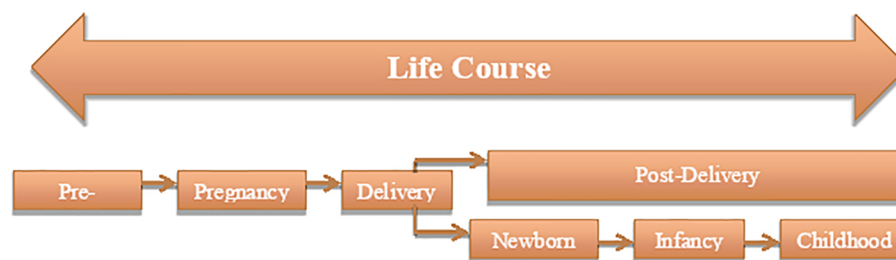 Life Course
Pre-
Pregnancy
Delivery
Post-Delivery
Newborn
Infancy
Childhood